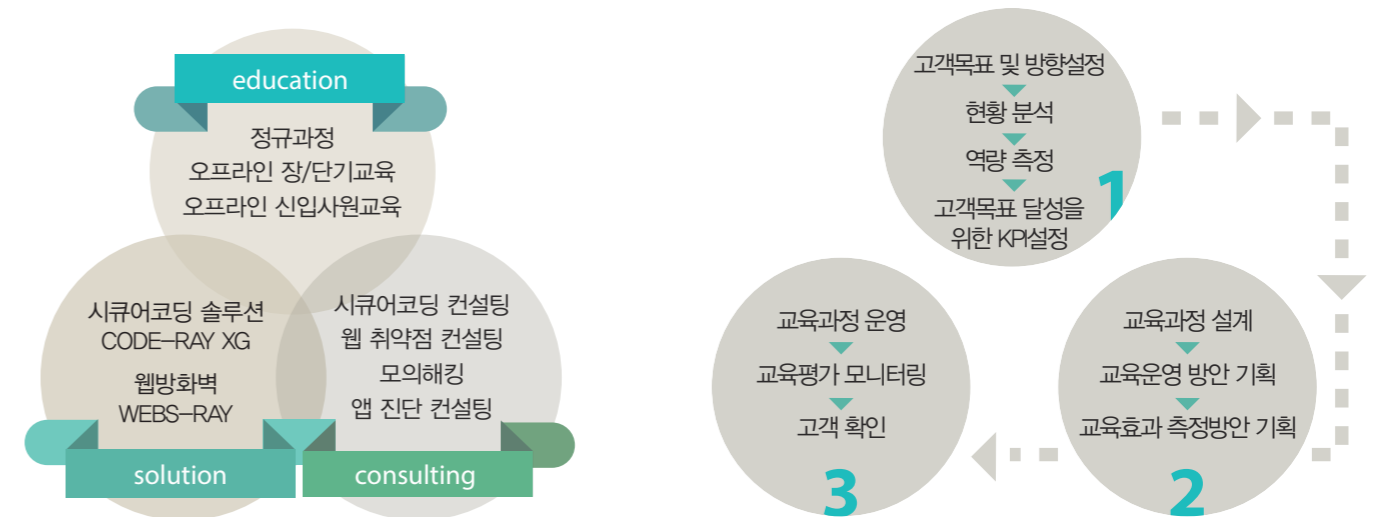 education
정규과정
오프라인 장/단기교육
오프라인 신입사원교육
시큐어코딩 솔루션
CODE-RAY XG
웹방화벽
WEBS-RAY
solution
시큐어코딩 컨설팅
웹 취약점 컨설팅
모의해킹
앱 진단 컨설팅
consulting
고객목표 및 방향설정
현황 분석
역량 측정
고객목표 달성을
위한 KPI설정
1
교육과정 설계
교육운영 방안 기획
교육효과 측정방안 기획
2
교육과정 운영
교육평가 모니터링
고객 확인
3